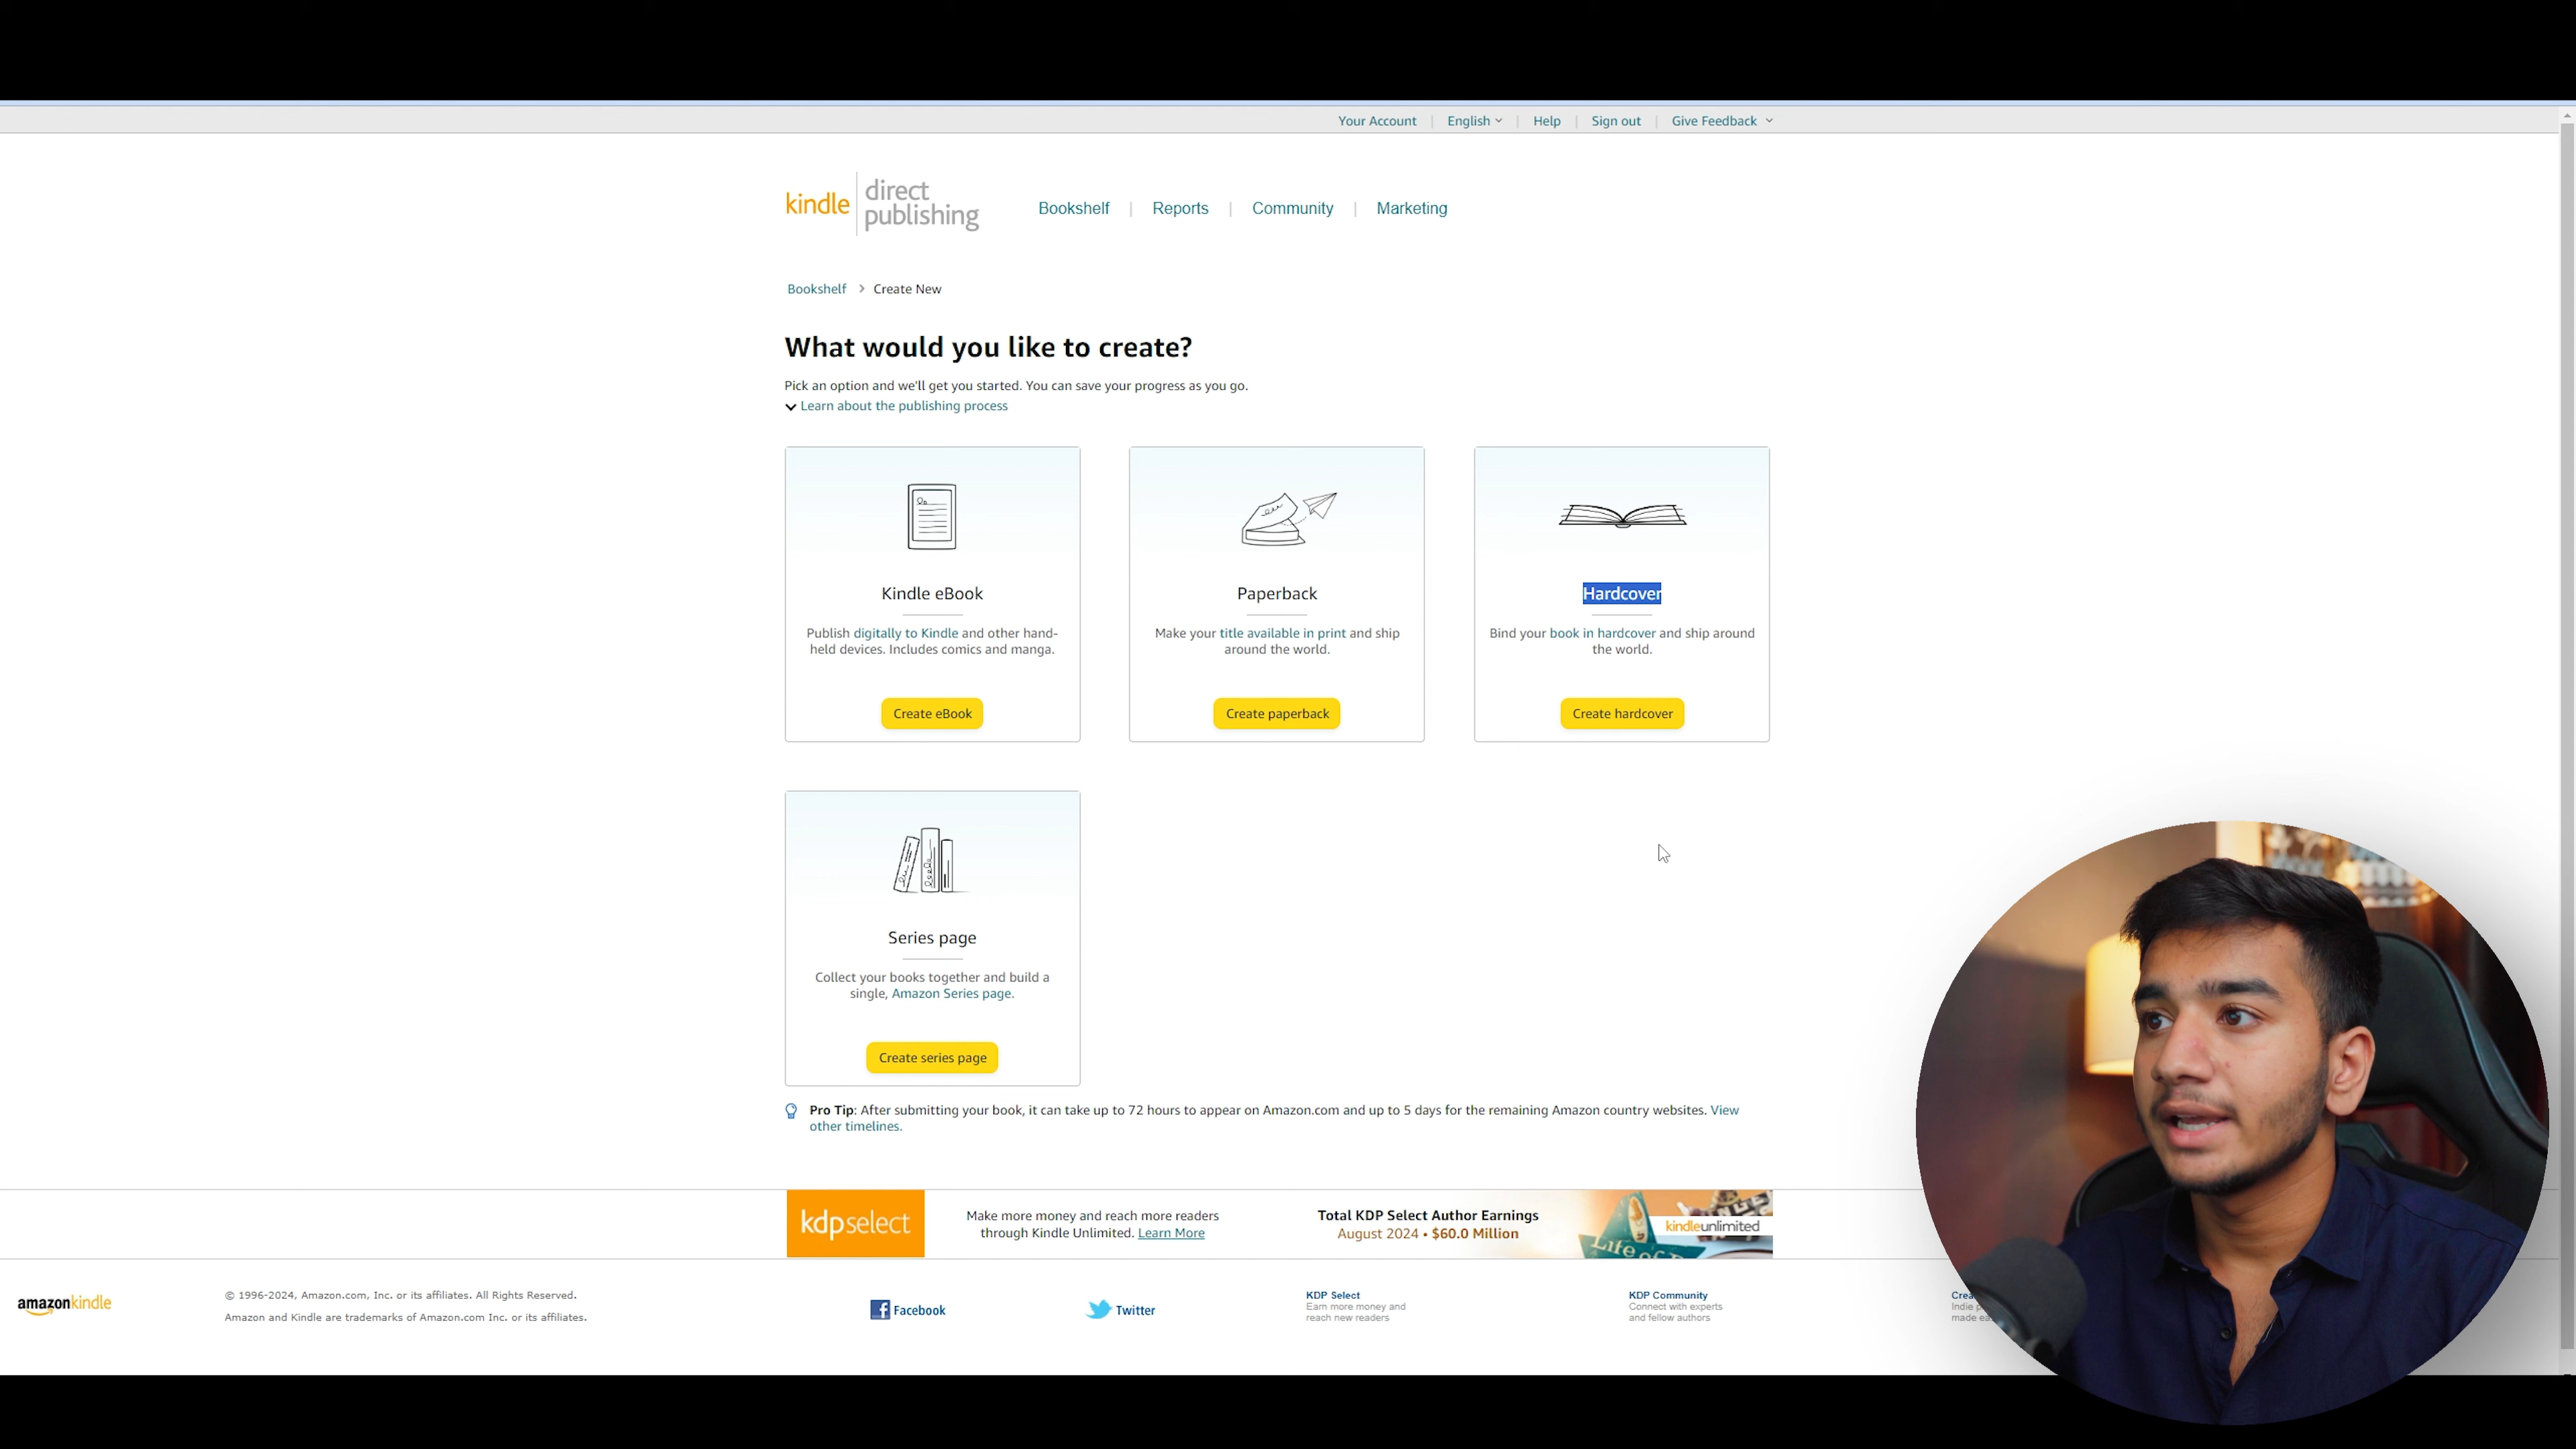 Your Account | English | Help | Sign out | Give Feedback
kindle direct publishing
Bookshelf | Reports | Community | Marketing
Bookshelf > Create New
What would you like to create?
Pick an option and we'll get you started. You can save your progress as you go.
Learn about the publishing process
Kindle eBook
Publish digitally to Kindle and other hand-
held devices. Includes comics and manga.
Create eBook
Paperback
Make your title available in print and ship
around the world.
Create paperback
Hardcover
Bind your book in hardcover and ship around
the world.
Create hardcover
Series page
Collect your books together and build a
single, Amazon Series page.
Create series page
Pro Tip: After submitting your book, it can take up to 72 hours to appear on Amazon.com and up to 5 days for the remaining Amazon country websites. View
other timelines.
kdpselect
Make more money and reach more readers
through Kindle Unlimited. Learn More
Total KDP Select Author Earnings
August 2024 • $60.0 Million
kindleunlimited
Life of
amazonkindle
© 1996-2024, Amazon.com, Inc. or its affiliates. All Rights Reserved.
Amazon and Kindle are trademarks of Amazon.com Inc. or its affiliates.
Facebook
Twitter
KDP Select
Earn more money and
reach new readers
KDP Community
Connect with experts
and fellow authors
Indie
made